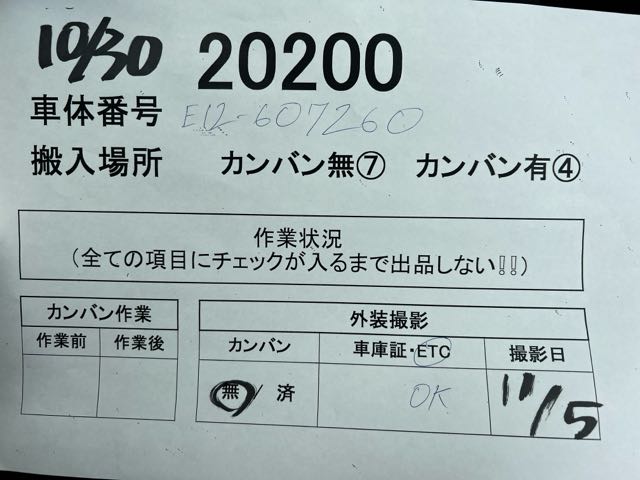 10/30 20200
車体番号 E12-607260
搬入場所 カンバン無⑦ カンバン有④
作業状況
(全ての項目にチェックが入るまで出品しない!!)
カンバン作業
作業前 作業後
外装撮影
カンバン 車庫証・ETC 撮影日
無/済 OK 11/5